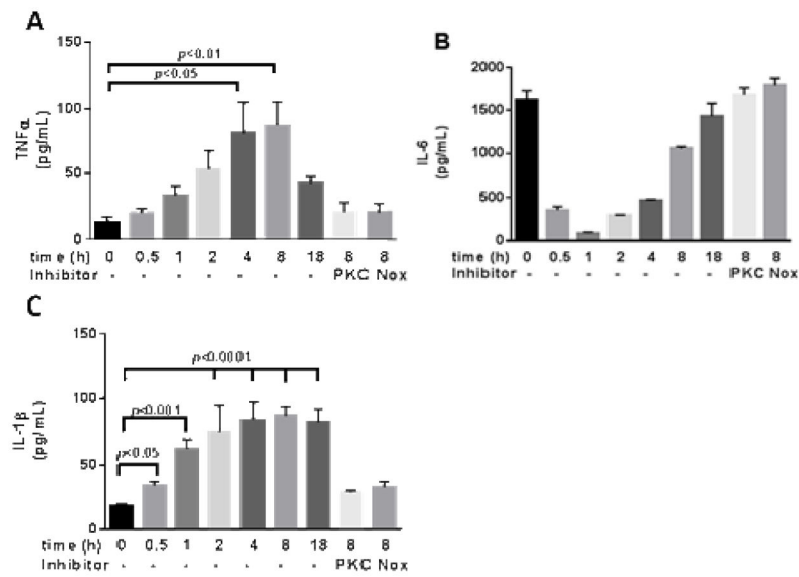 A
150
100
50
0
TNFα
(pg/mL)
p<0.01
p<0.05
time (h) 0 0.5 1 2 4 8 18 8 8
Inhibitor - - - - - - - PKC Nox
B
2000
1500
1000
500
0
IL-6
(pg/mL)
time (h) 0 0.5 1 2 4 8 18 8 8
Inhibitor - - - - - - - PKC Nox
C
150
100
50
0
IL-1β
(pg/mL)
p<0.0001
p<0.001
p<0.05
time (h) 0 0.5 1 2 4 8 18 8 8
Inhibitor - - - - - - - PKC Nox